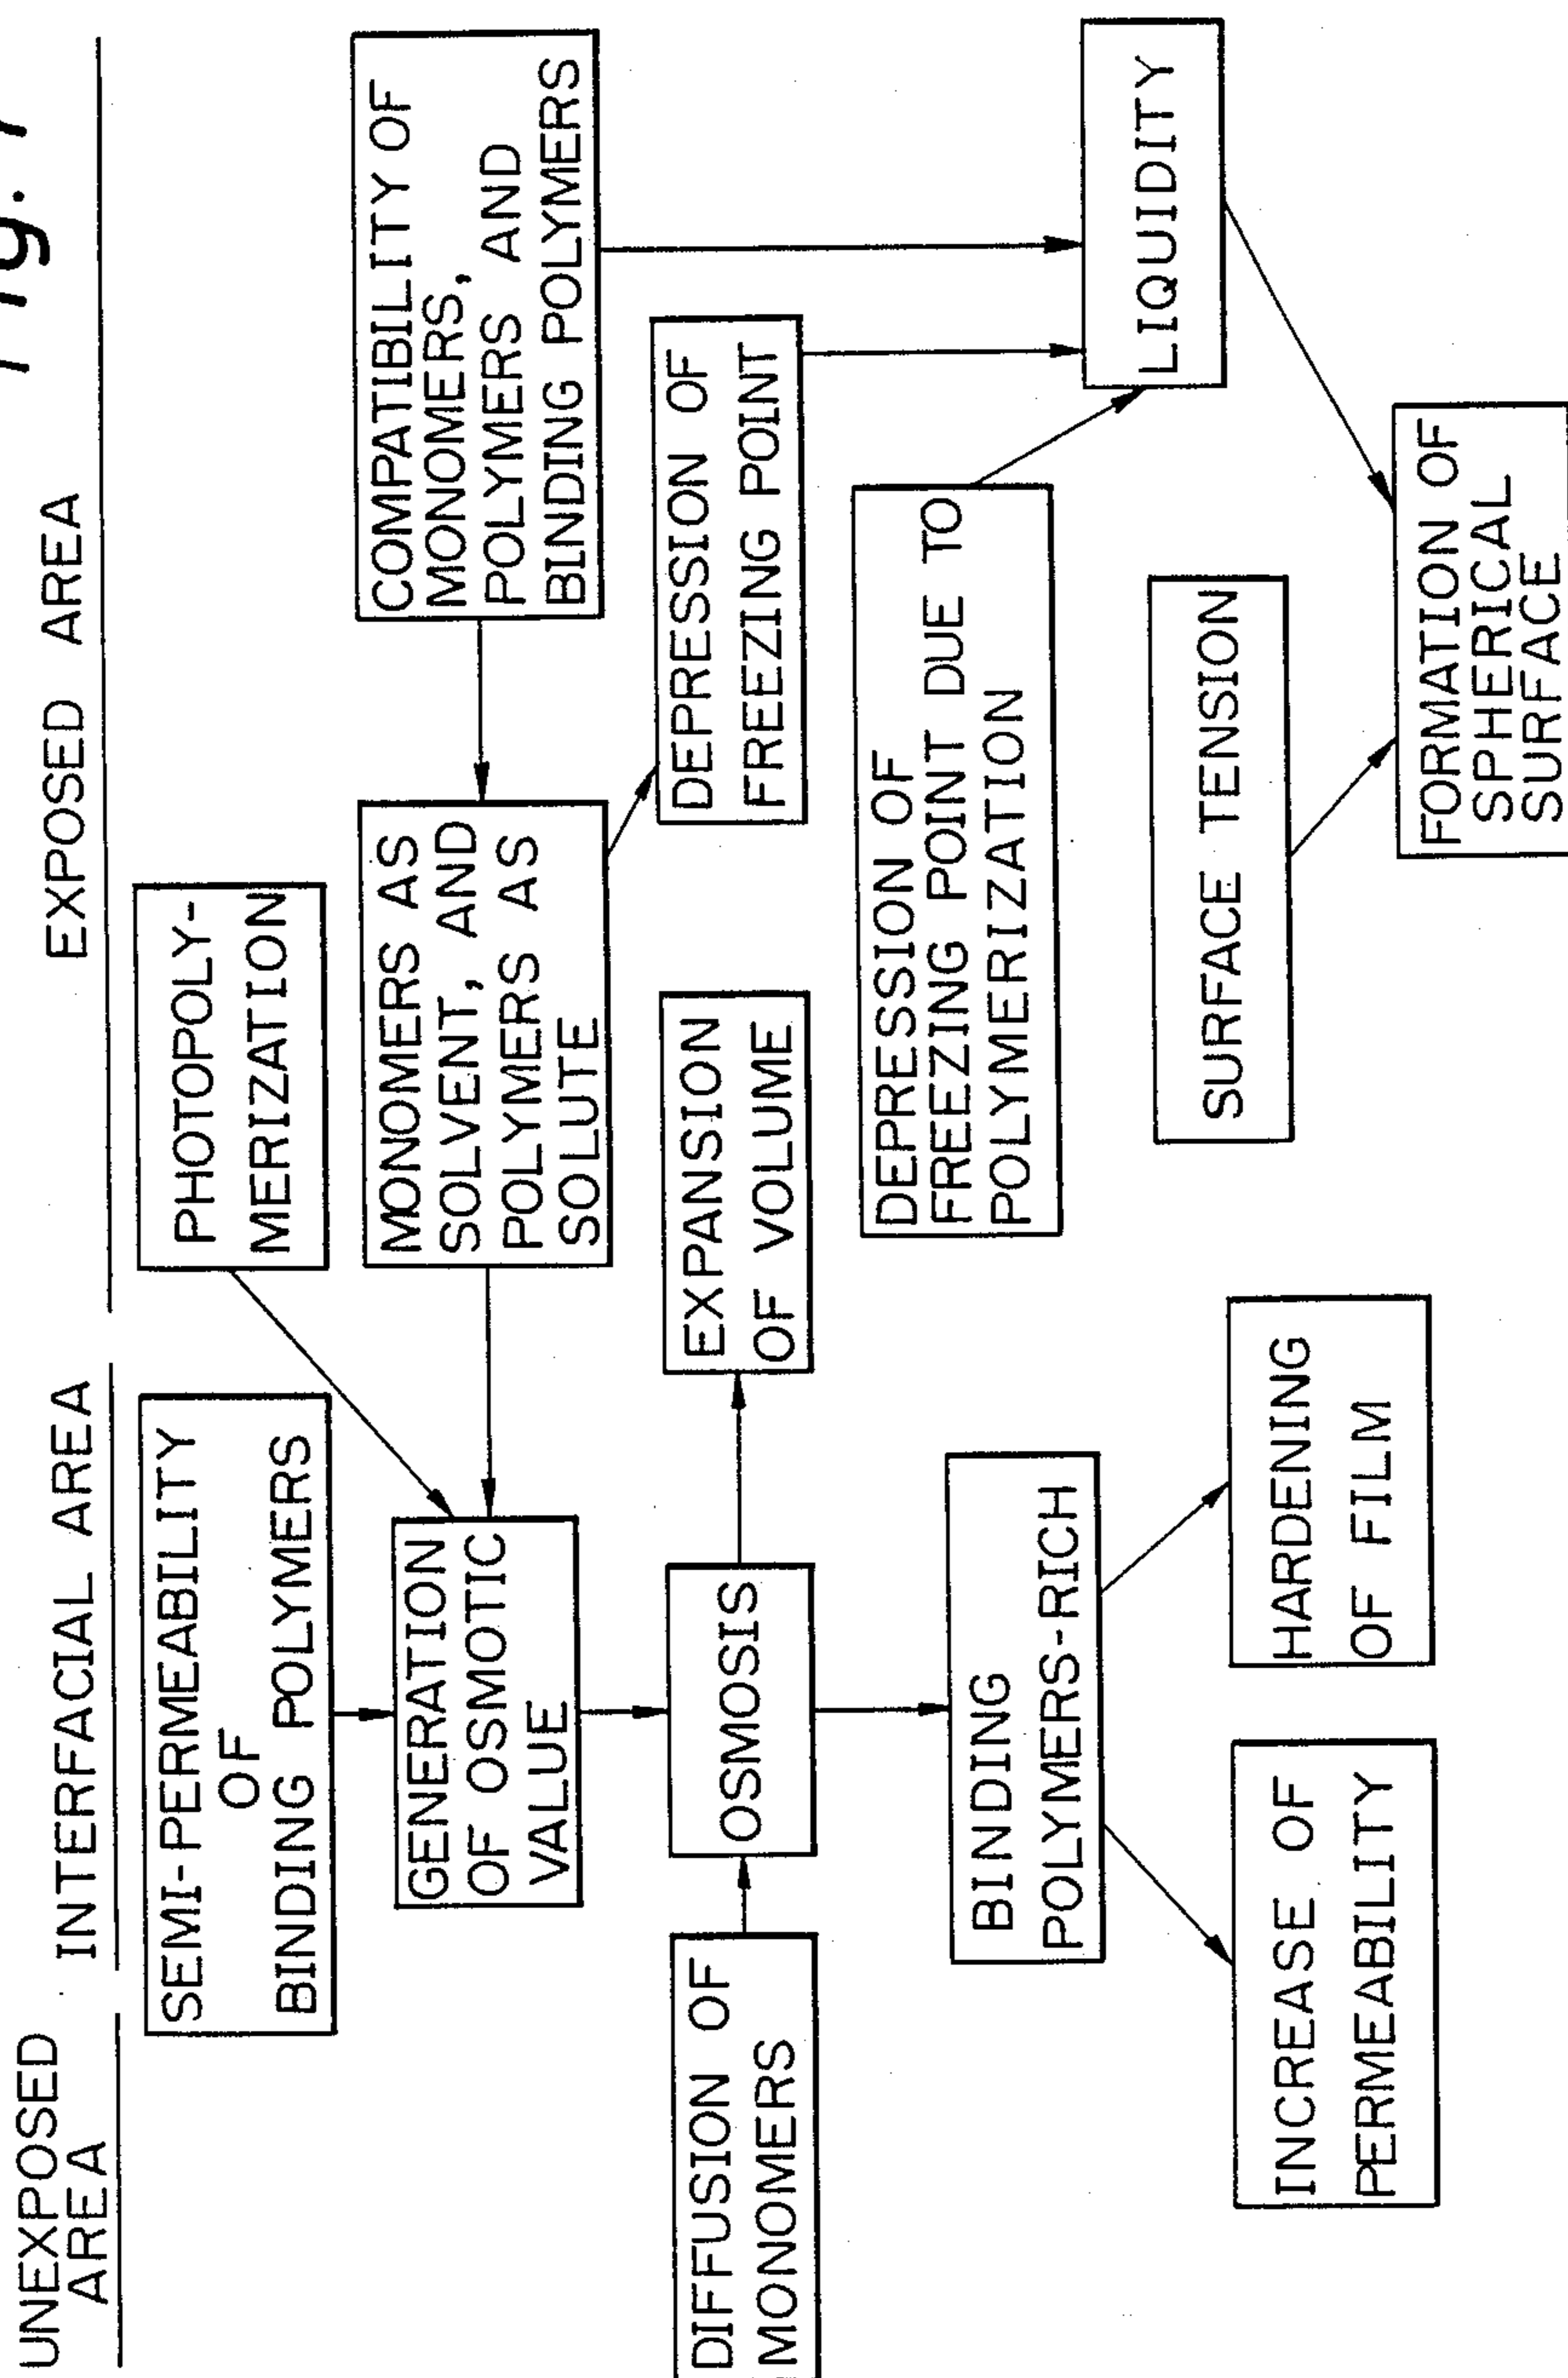 Fig. 1
UNEXPOSED
AREA
INTERFACIAL AREA
EXPOSED AREA
SEMI-PERMEABILITY
OF
BINDING POLYMERS
PHOTOPOLY-
MERIZATION
GENERATION
OF OSMOTIC
VALUE
MONOMERS AS
SOLVENT, AND
POLYMERS AS
SOLUTE
COMPATIBILITY OF
MONOMERS,
POLYMERS AND
BINDING POLYMERS
DIFFUSION OF
MONOMERS
OSMOSIS
EXPANSION
OF VOLUME
DEPRESSION OF
FREEZING POINT
DEPRESSION OF
FREEZING POINT DUE TO
POLYMERIZATION
BINDING
POLYMERS-RICH
LIQUIDITY
SURFACE TENSION
INCREASE OF
PERMEABILITY
HARDENING
OF FILM
FORMATION OF
SPHERICAL
SURFACE